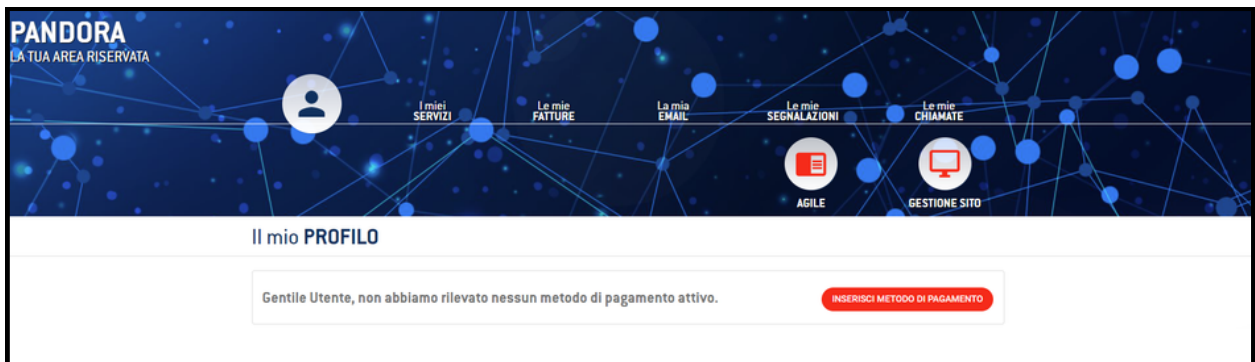 PANDORA
LA TUA AREA RISERVATA
I miei
SERVIZI
Le mie
FATTURE
La mia
EMAIL
Le mie
SEGNALAZIONI
Le mie
CHIAMATE
AGILE
GESTIONE SITO
Il mio PROFILO
Gentile Utente, non abbiamo rilevato nessun metodo di pagamento attivo.
INSERISCI METODO DI PAGAMENTO